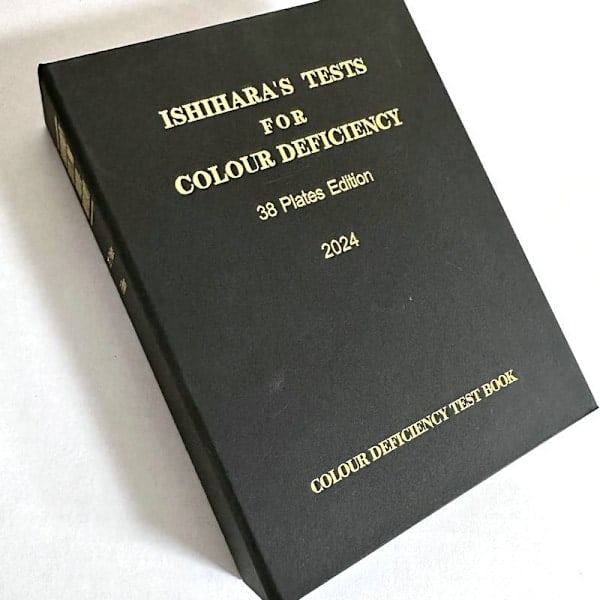 ISHIHARA'S TESTS
FOR
COLOUR DEFICIENCY
38 Plates Edition
2024
COLOUR DEFICIENCY TEST BOOK